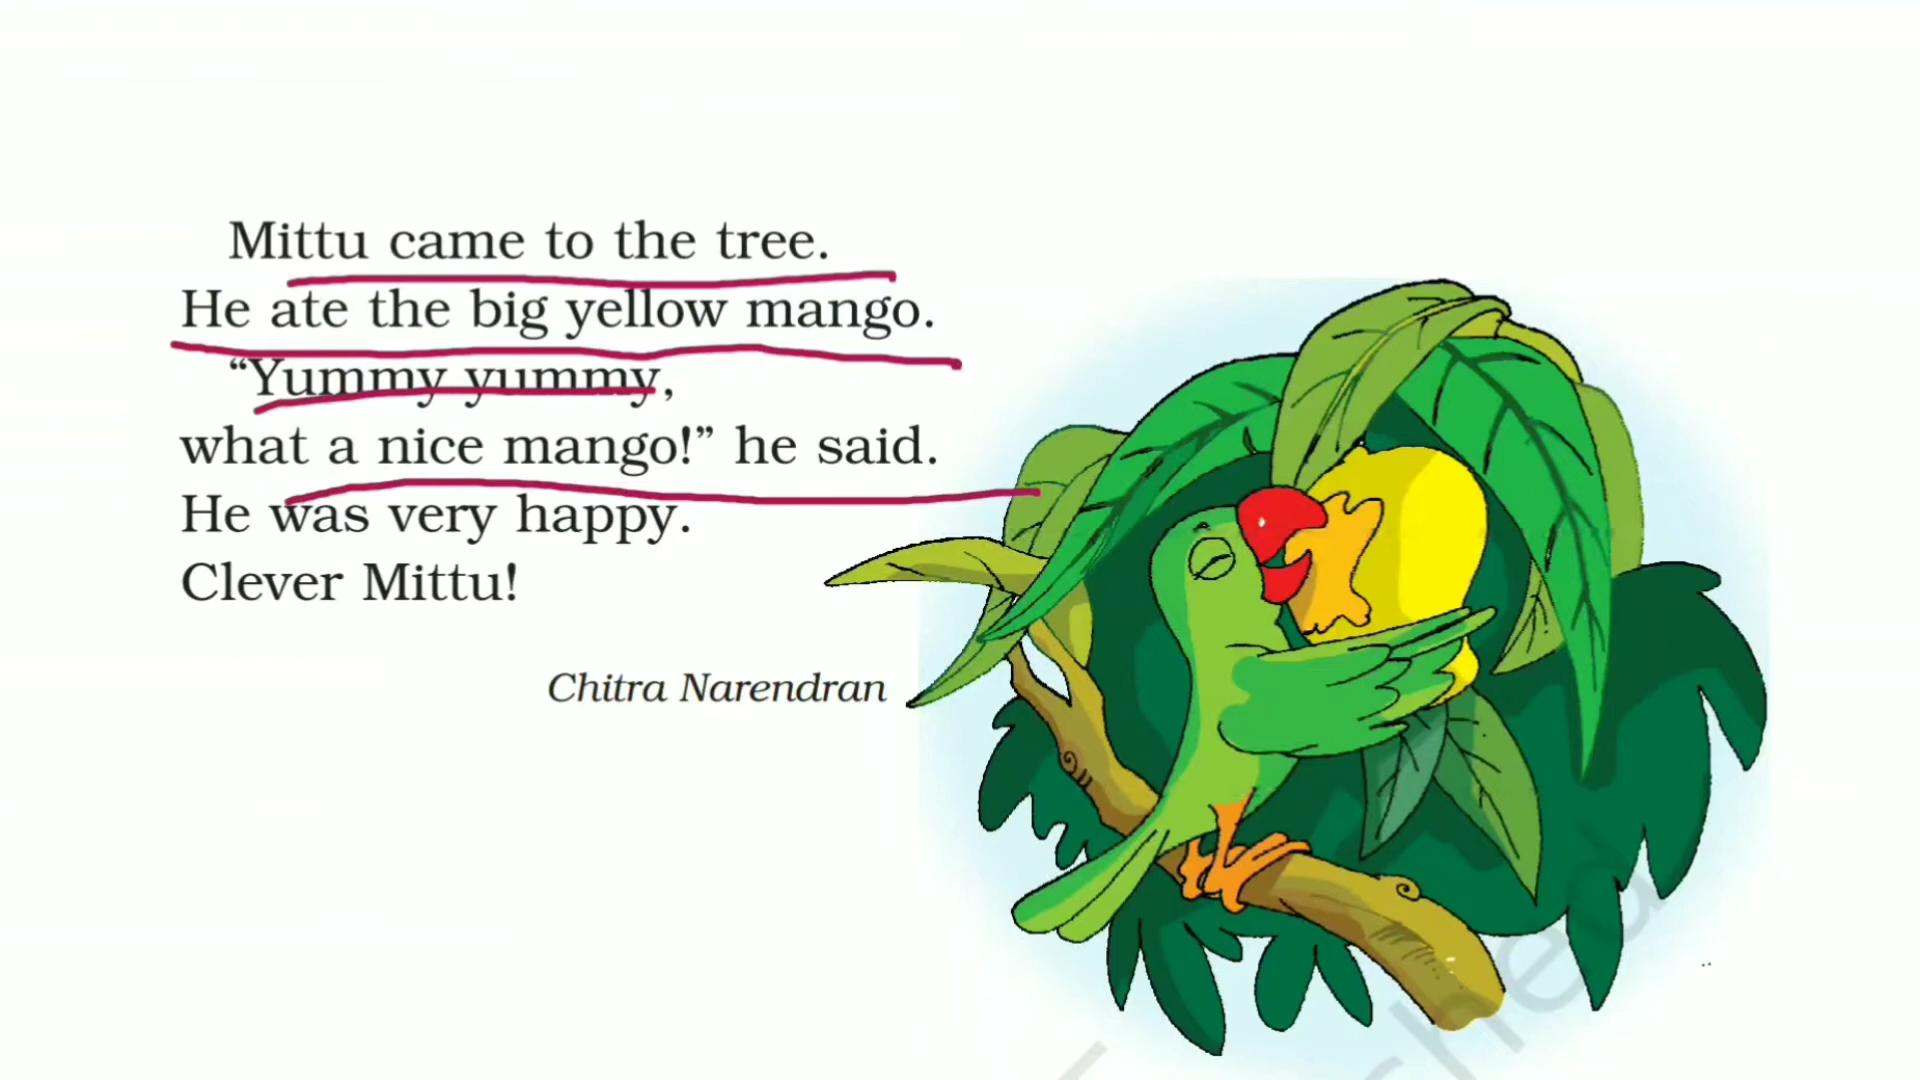 Mittu came to the tree.
He ate the big yellow mango.
“Yummy yummy,
what a nice mango!” he said.
He was very happy.
Clever Mittu!
Chitra Narendran